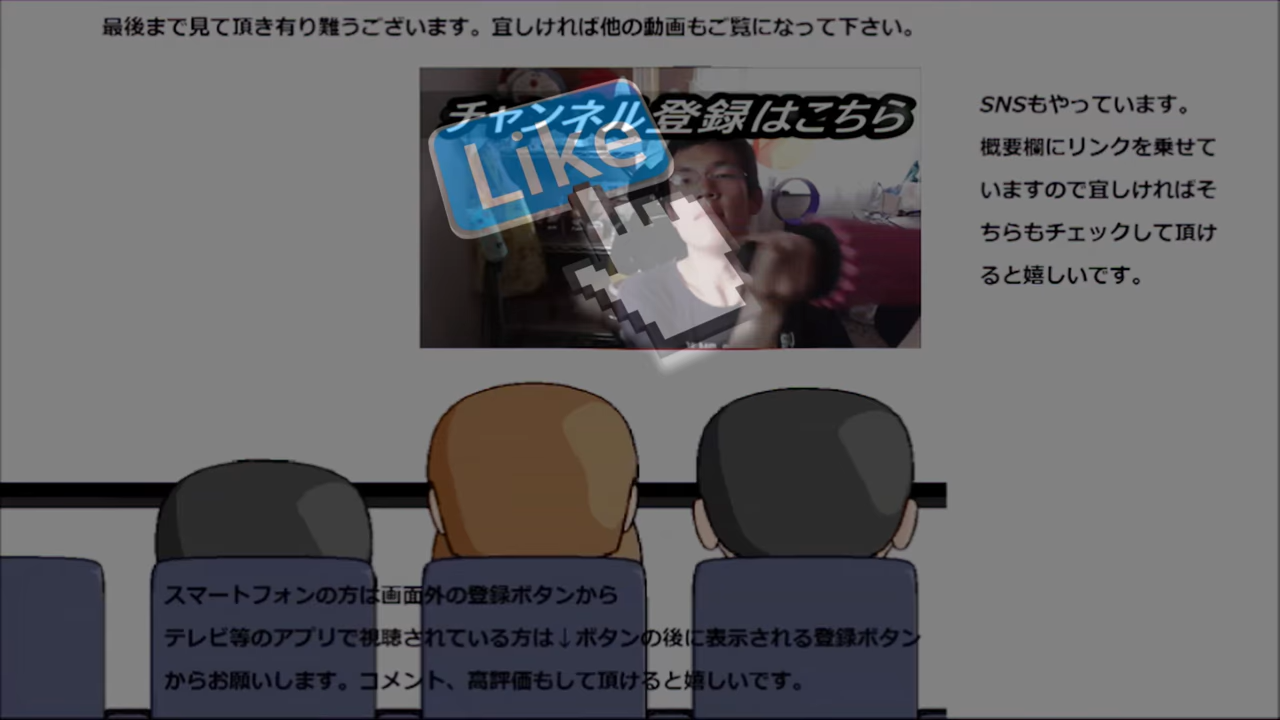 最後まで見て頂き有り難うございます。宜しければ他の動画もご覧になって下さい。
チャンネル登録はこちら
Like
SNSもやっています。
概要欄にリンクを乗せて
いますので宜しければそ
ちらもチェックして頂け
ると嬉しいです。
スマートフォンの方は画面外の登録ボタンから
テレビ等のアプリで視聴されている方は↓ボタンの後に表示される登録ボタン
からお願いします。コメント、高評価もして頂けると嬉しいです。